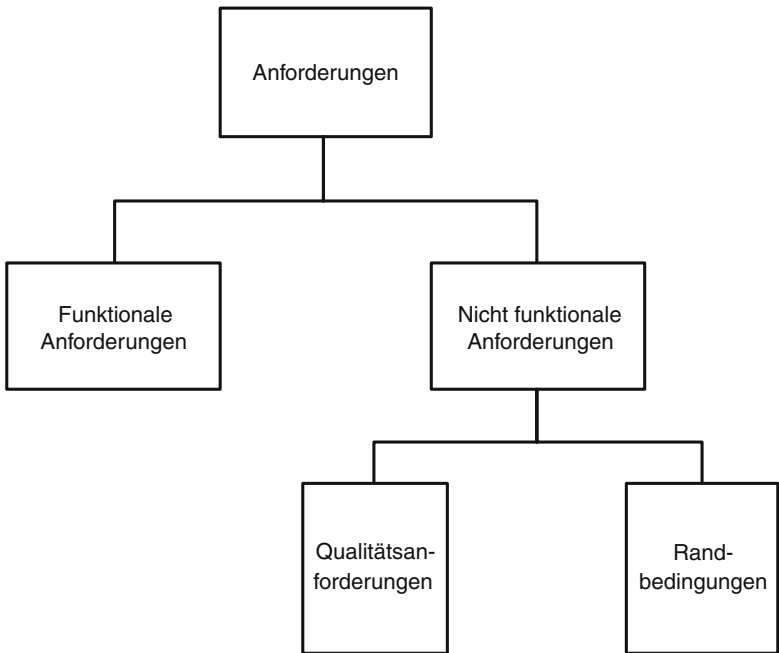 Anforderungen
Funktionale
Anforderungen
Nicht funktionale
Anforderungen
Qualitätsan-
forderungen
Rand-
bedingungen